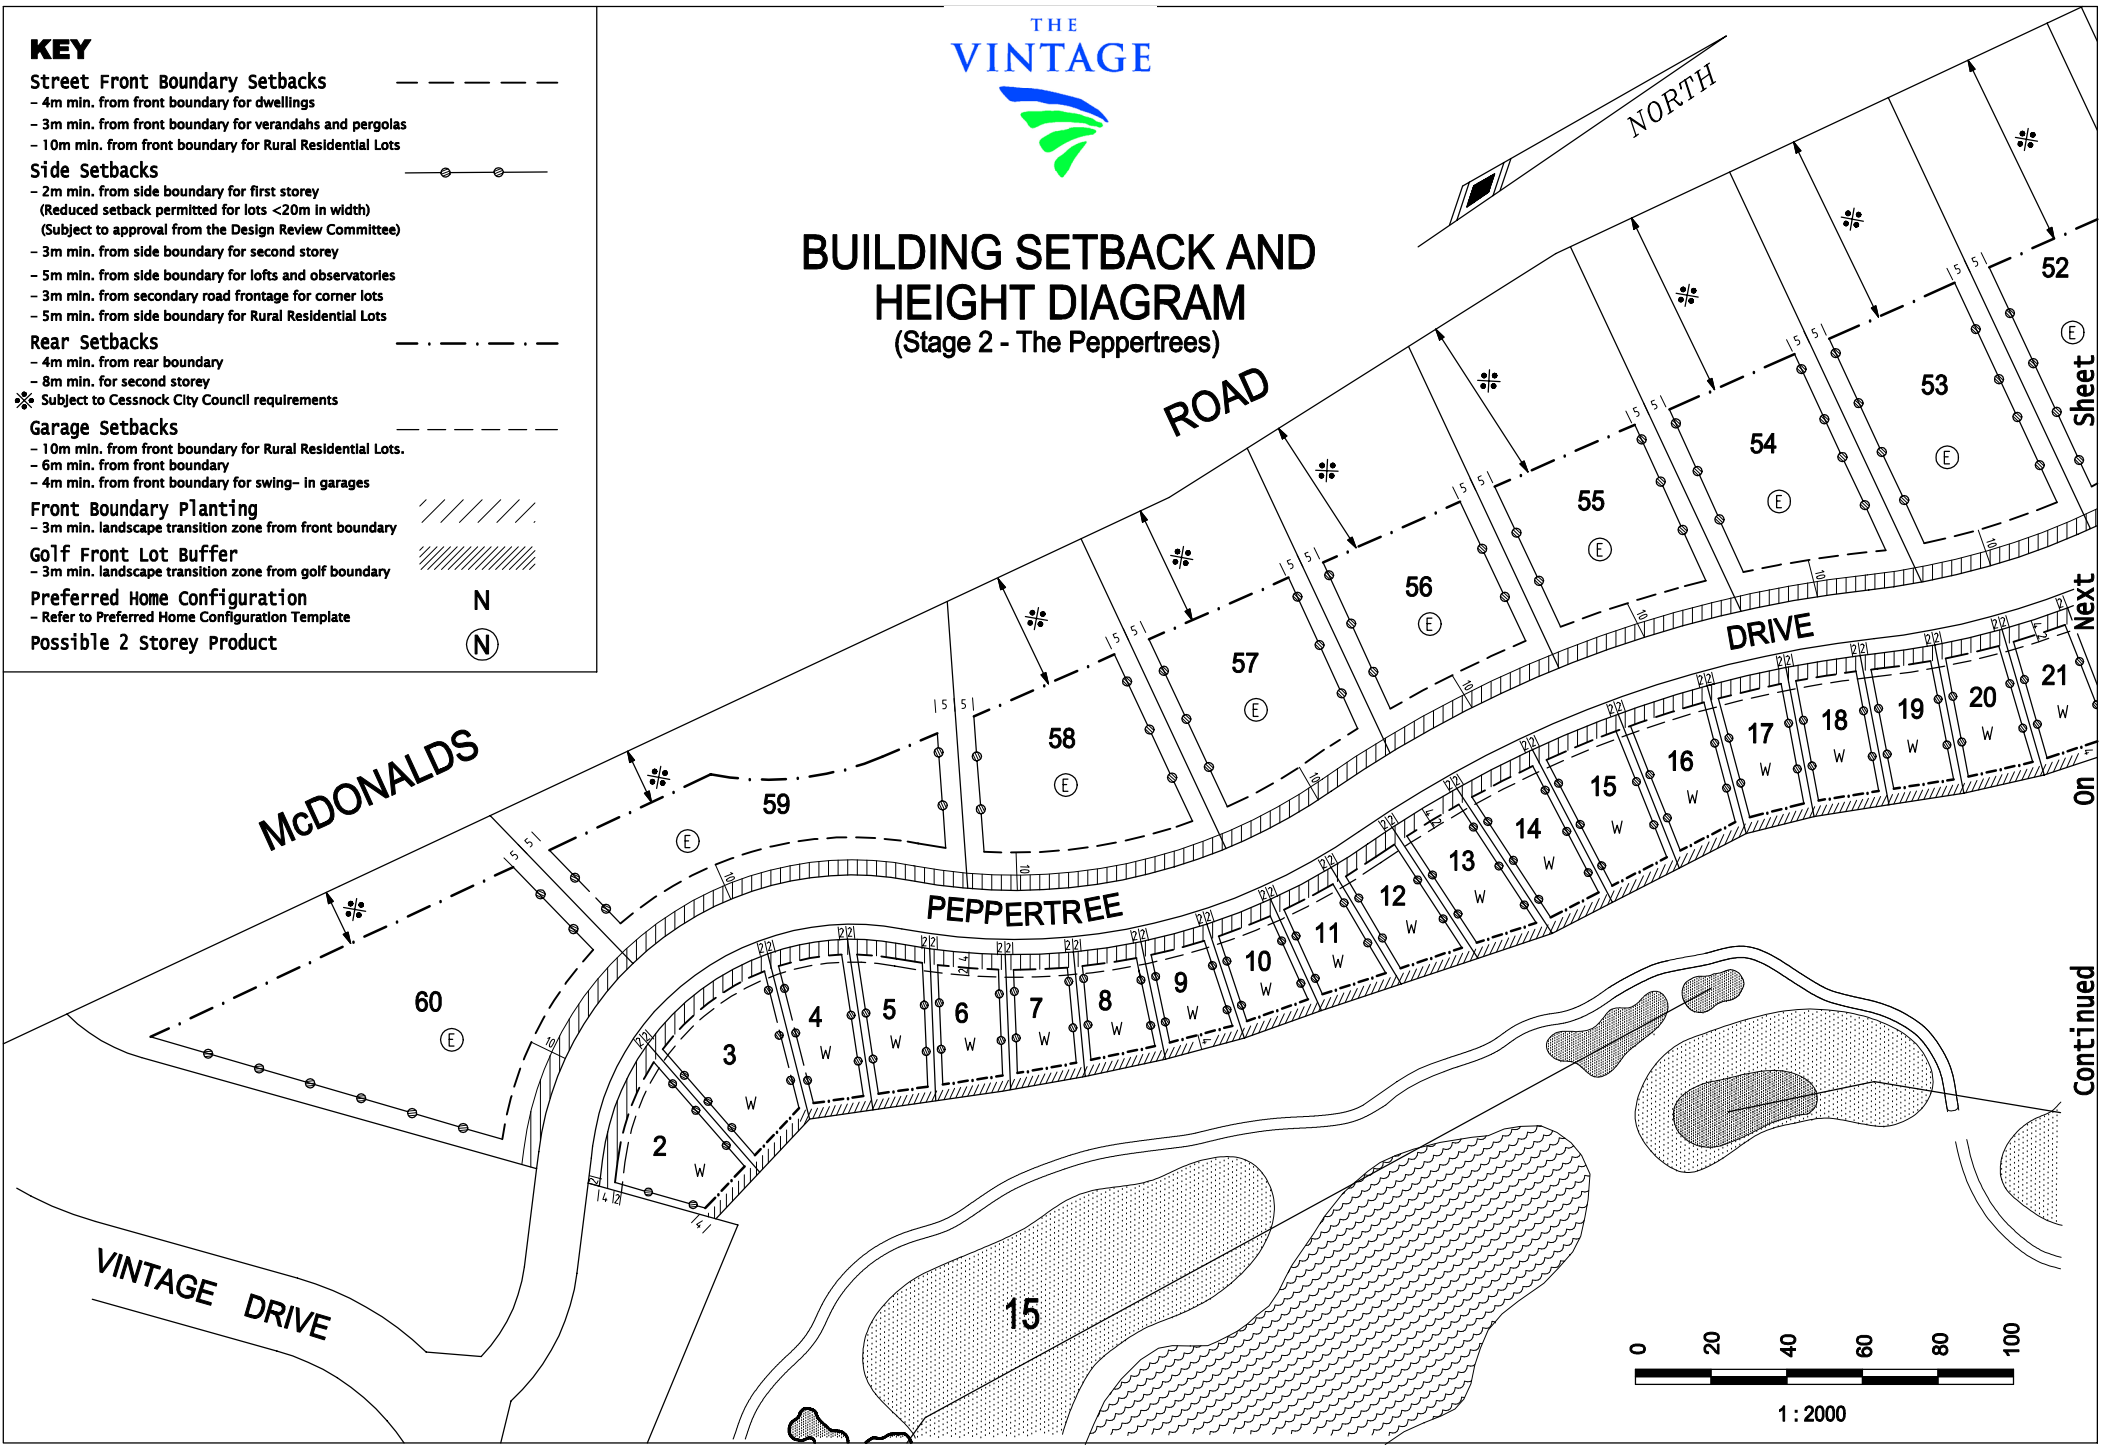 THE
VINTAGE
BUILDING SETBACK AND
HEIGHT DIAGRAM
(Stage 2 - The Peppertrees)
NORTH
KEY
Street Front Boundary Setbacks
- 4m min. from front boundary for dwellings
- 3m min. from front boundary for verandahs and pergolas
- 10m min. from front boundary for Rural Residential Lots
Side Setbacks
- 2m min. from side boundary for first storey
(Reduced setback permitted for lots <20m in width)
(Subject to approval from the Design Review Committee)
- 3m min. from side boundary for second storey
- 5m min. from side boundary for lofts and observatories
- 3m min. from secondary road frontage for corner lots
- 5m min. from side boundary for Rural Residential Lots
Rear Setbacks
- 4m min. from rear boundary
- 8m min. for second storey
※ Subject to Cessnock City Council requirements
Garage Setbacks
- 10m min. from front boundary for Rural Residential Lots.
- 6m min. from front boundary
- 4m min. from front boundary for swing- in garages
Front Boundary Planting
- 3m min. landscape transition zone from front boundary
Golf Front Lot Buffer
- 3m min. landscape transition zone from golf boundary
Preferred Home Configuration N
- Refer to Preferred Home Configuration Template
Possible 2 Storey Product N
McDONALDS ROAD
PEPPERTREE DRIVE
VINTAGE DRIVE
52
E
53
E
54
E
55
E
56
E
57
E
58
E
59
E
60
E
2
W
3
W
4
W
5
W
6
W
7
W
8
W
9
W
10
W
11
W
12
W
13
W
14
W
15
W
16
W
17
W
18
W
19
W
20
W
21
W
15
Continued On Next Sheet
0 20 40 60 80 100
1 : 2000